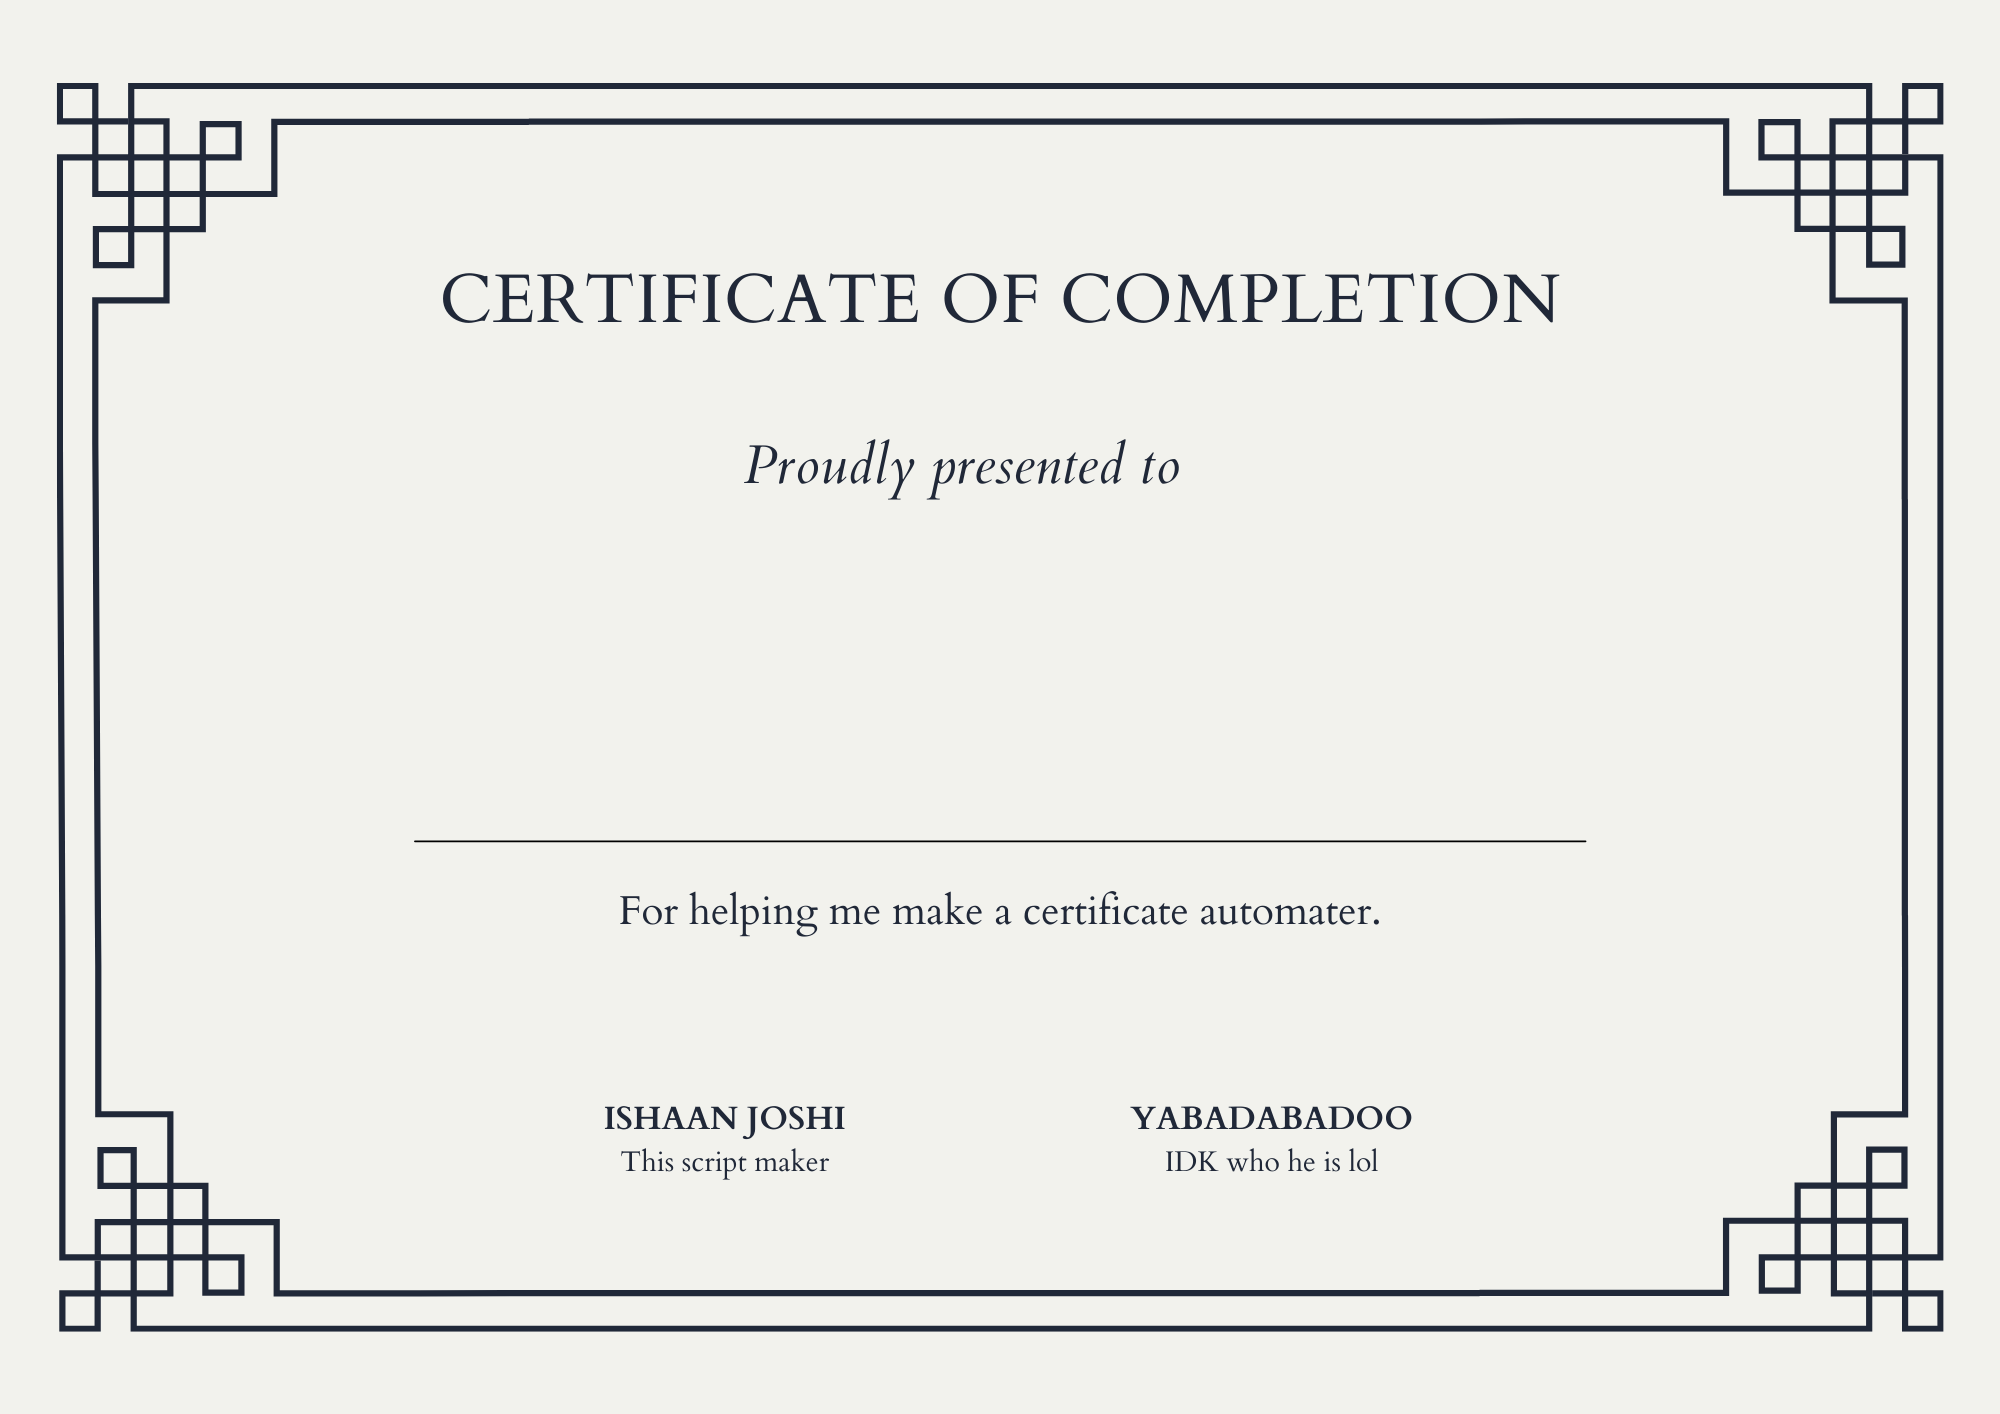 CERTIFICATE OF COMPLETION
Proudly presented to
For helping me make a certificate automater.
ISHAAN JOSHI
This script maker
YABADABADOO
IDK who he is lol